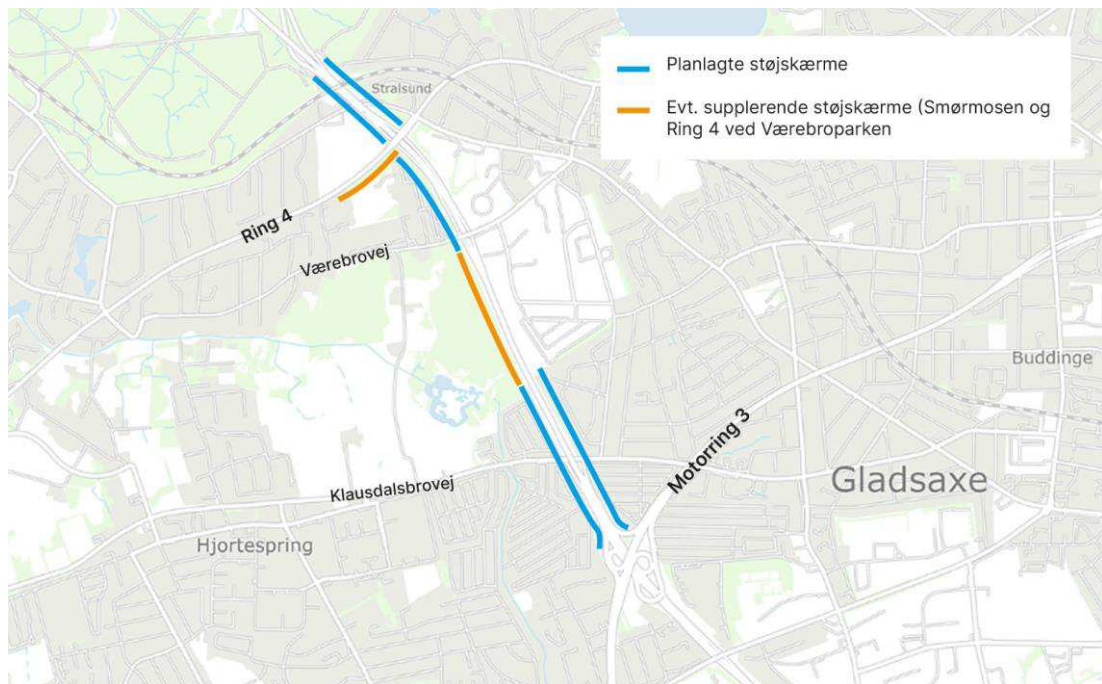 Planlagte støjskærme
Evt. supplerende støjskærme (Smørmosen og
Ring 4 ved Værebroparken
Stralsund
Ring 4
Værebrovej
Buddinge
Motorring 3
Gladsaxe
Klausdalsbrovej
Hjortespring